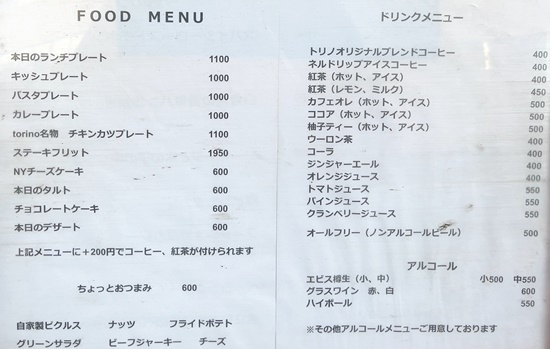 FOOD MENU
本日のランチプレート 1100
キッシュプレート 1000
パスタプレート 1000
カレープレート 1000
torino名物 チキンカツプレート 1100
ステーキフリット 1950
NYチーズケーキ 600
本日のタルト 600
チョコレートケーキ 600
本日のデザート 600
上記メニューに+200円でコーヒー、紅茶が付けられます
ちょっとおつまみ 600
自家製ピクルス ナッツ フライドポテト
グリーンサラダ ビーフジャーキー チーズ
ドリンクメニュー
トリノオリジナルブレンドコーヒー 400
ネルドリップアイスコーヒー 400
紅茶（ホット、アイス） 400
紅茶（レモン、ミルク） 450
カフェオレ（ホット、アイス） 500
ココア（ホット、アイス） 500
柚子ティー（ホット、アイス） 500
ウーロン茶 400
コーラ 400
ジンジャーエール 400
オレンジジュース 400
トマトジュース 550
パインジュース 550
クランベリージュース 550
オールフリー（ノンアルコールビール） 500
アルコール
エビス樽生（小、中） 小500 中550
グラスワイン 赤、白 600
ハイボール 550
※その他アルコールメニューご用意しております